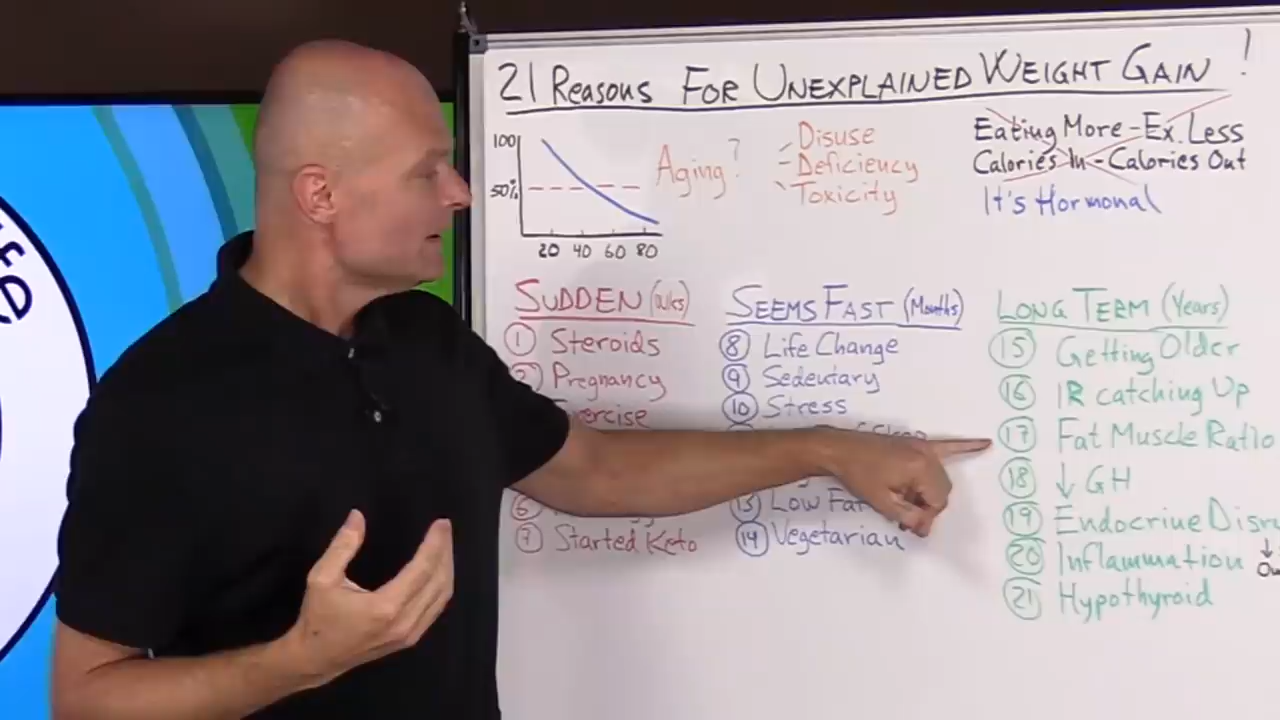 21 Reasons For Unexplained Weight Gain!
100
50%
20 40 60 80
Aging?
Disuse
Deficiency
Toxicity
Eating More - Ex. Less
Calories In - Calories Out
It's Hormonal
SUDDEN (wks)
1 Steroids
2 Pregnancy
6
7 Started Keto
SEEMS FAST (Months)
8 Life Change
9 Sedentary
10 Stress
13 Low Fat
14 Vegetarian
LONG TERM (Years)
15 Getting Older
16 IR catching Up
17 Fat Muscle Ratio
18 ↓ GH
19 Endocrine
20 Inflammation ↓
21 Hypothyroid